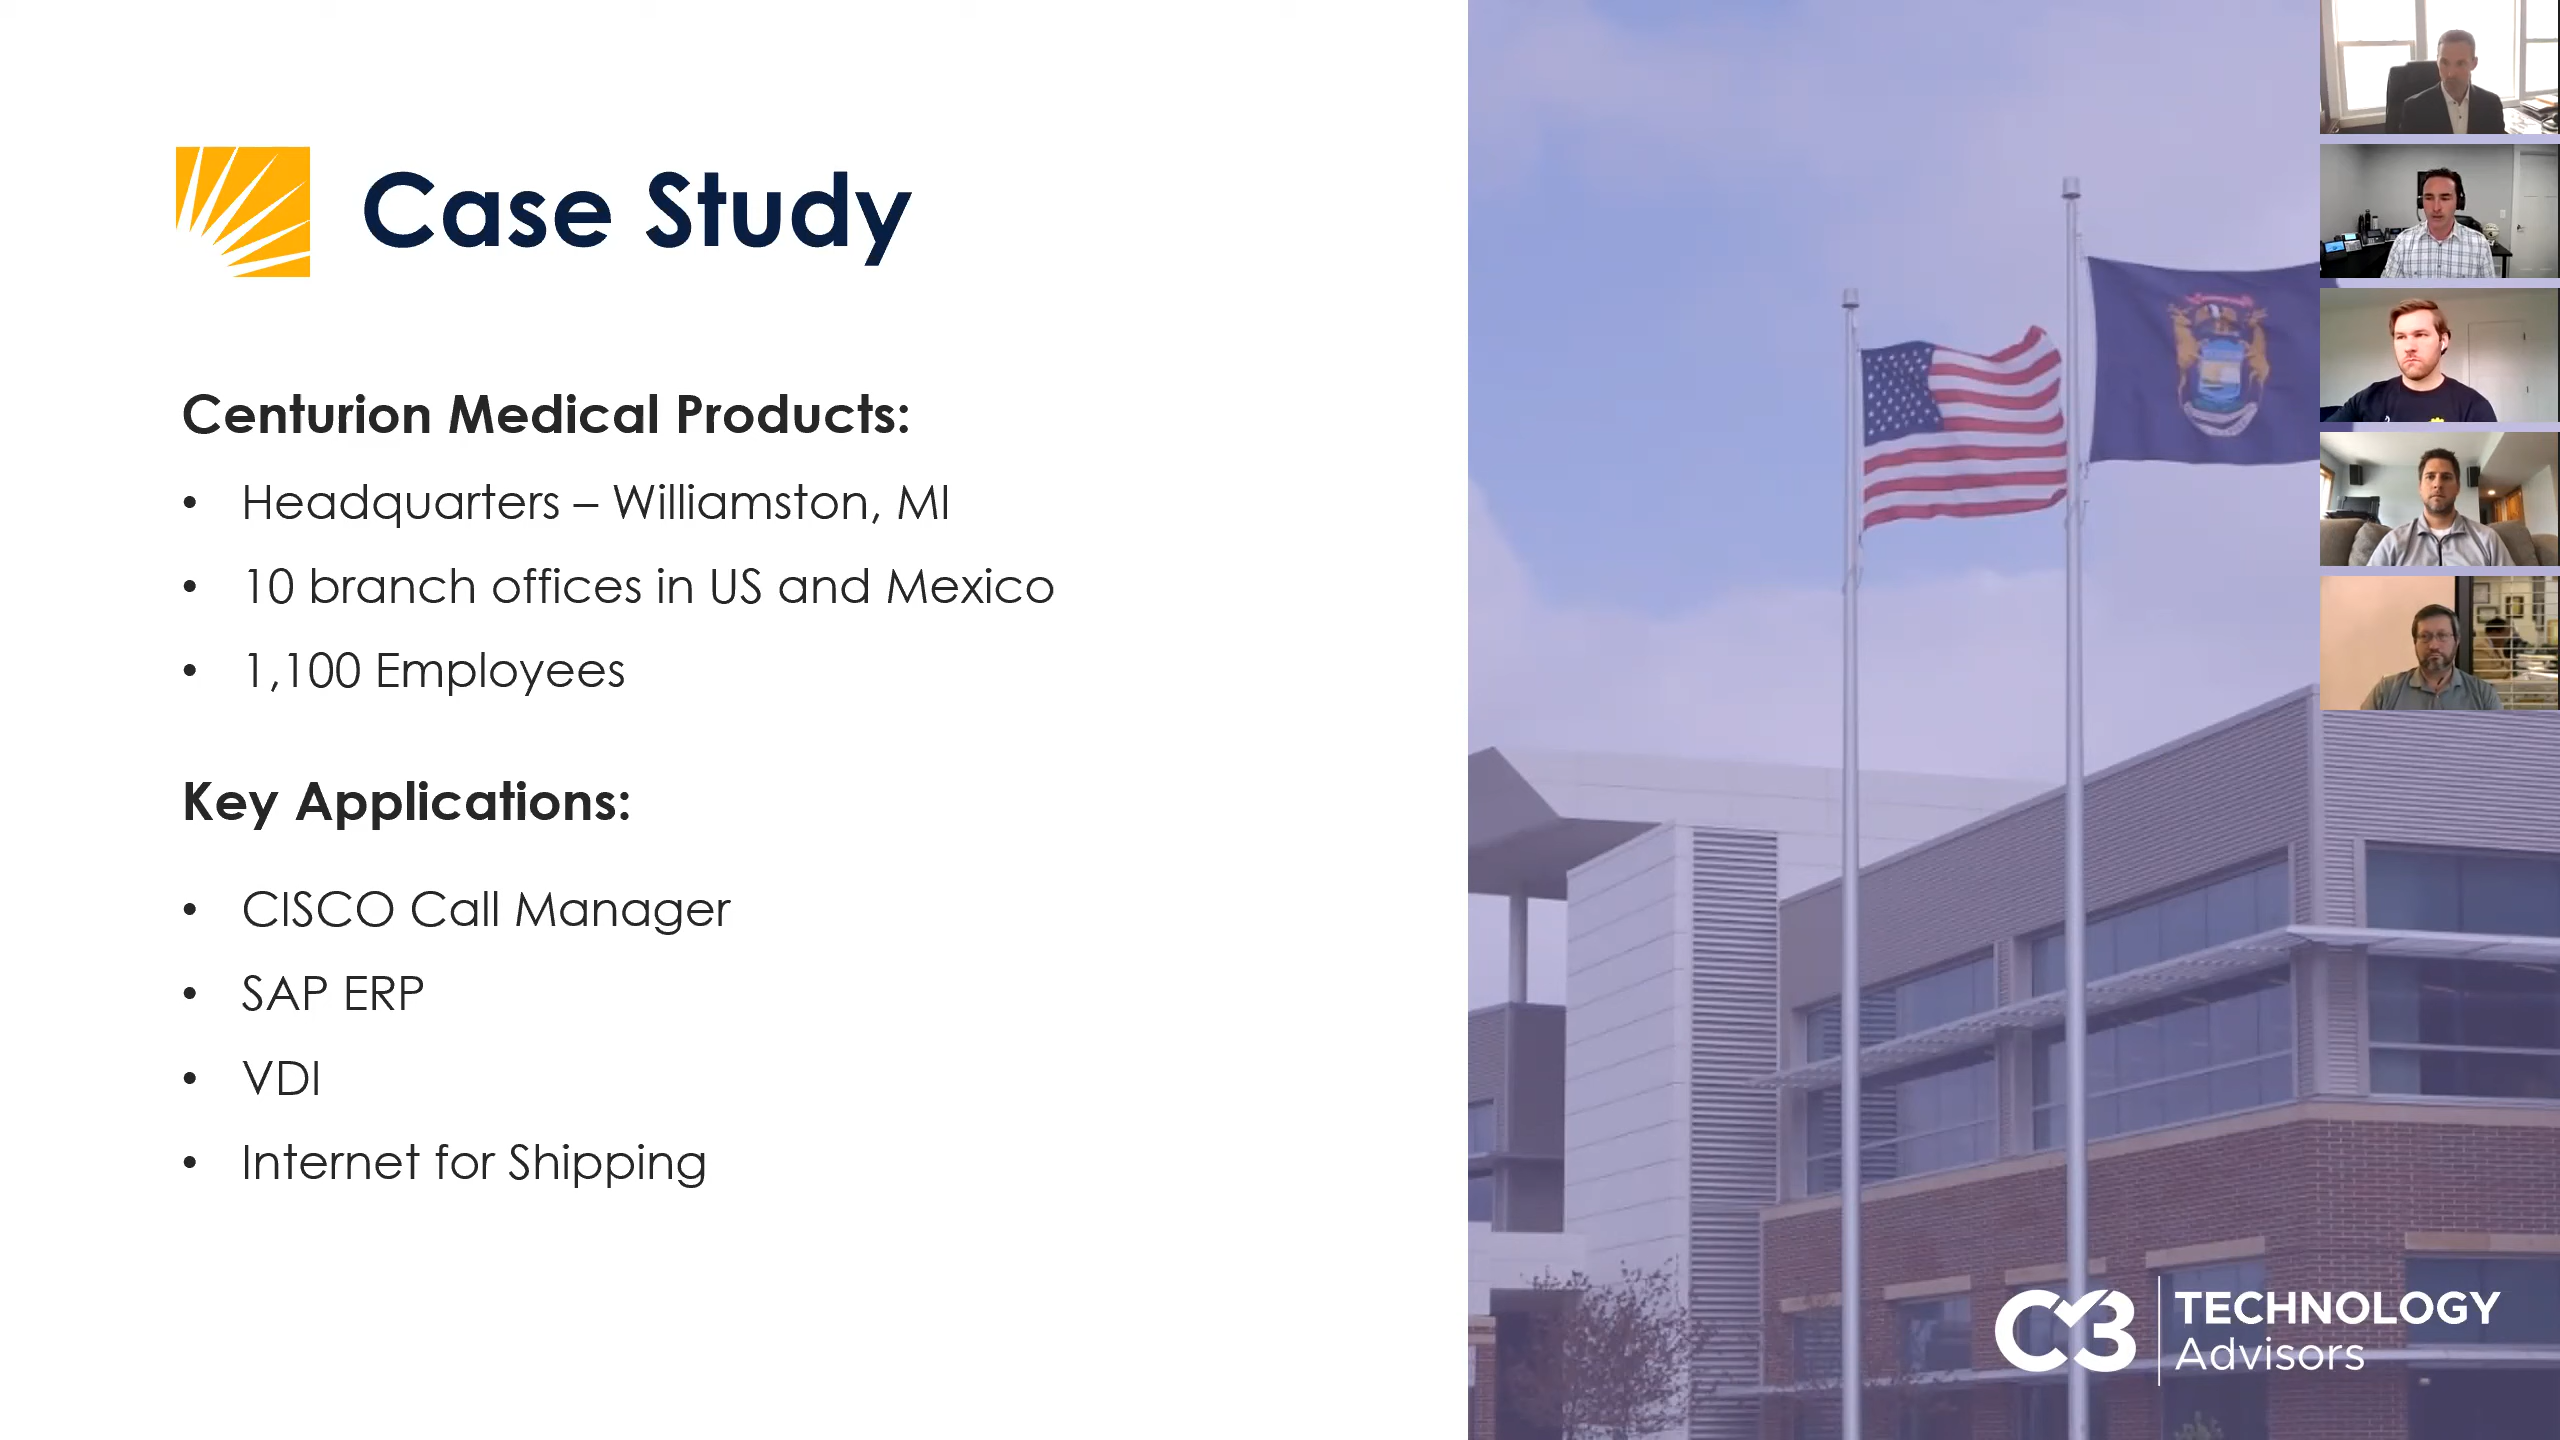 Case Study
Centurion Medical Products:
• Headquarters – Williamston, MI
• 10 branch offices in US and Mexico
• 1,100 Employees
Key Applications:
• CISCO Call Manager
• SAP ERP
• VDI
• Internet for Shipping
C3 TECHNOLOGY
Advisors